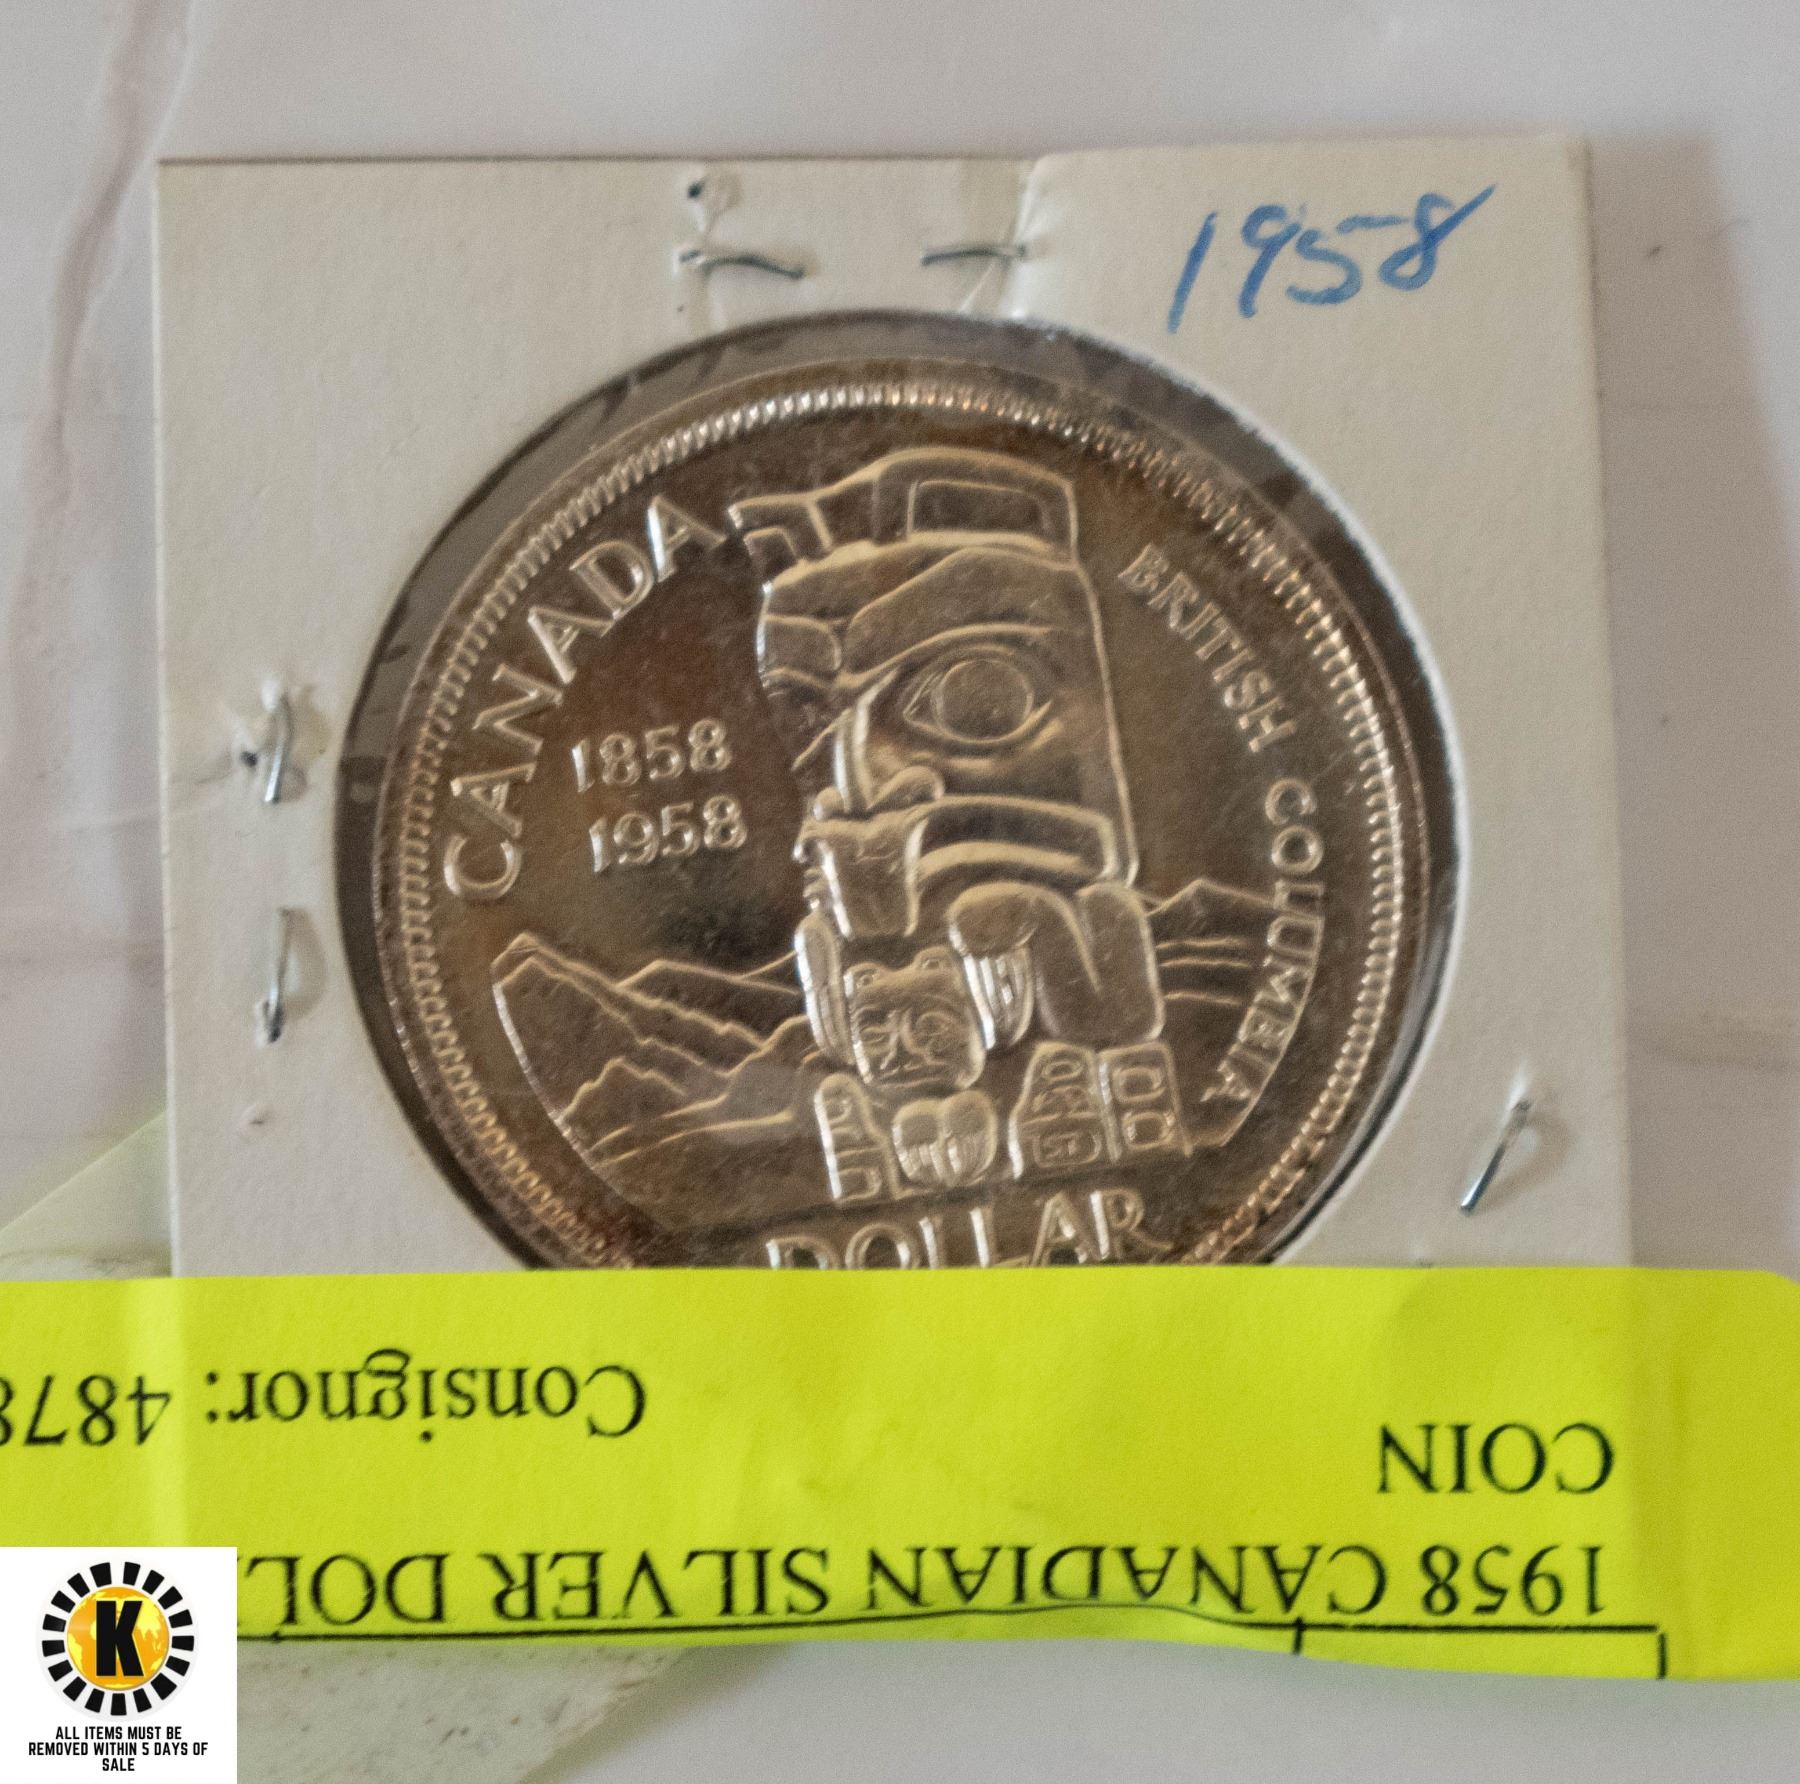 1958
CANADA
BRITISH COLUMBIA
1858
1958
DOLLAR
1958 CANADIAN SILVER DOL
COIN
Consignor: 4878
K
ALL ITEMS MUST BE
REMOVED WITHIN 5 DAYS OF
SALE